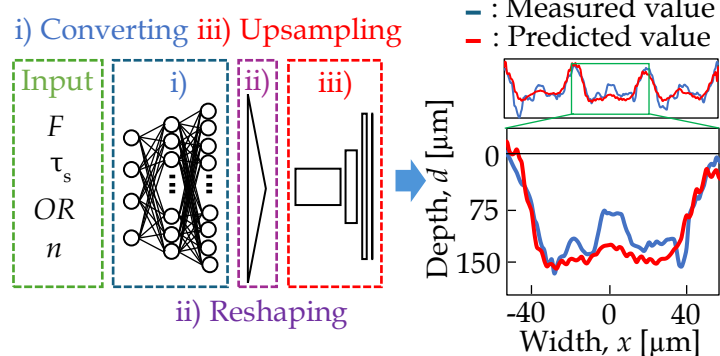 i) Converting iii) Upsampling
Input
F
τs
OR
n
i)
ii)
iii)
ii) Reshaping
: Measured value
: Predicted value
Depth, d [μm]
0
75
150
-40
0
40
Width, x [μm]